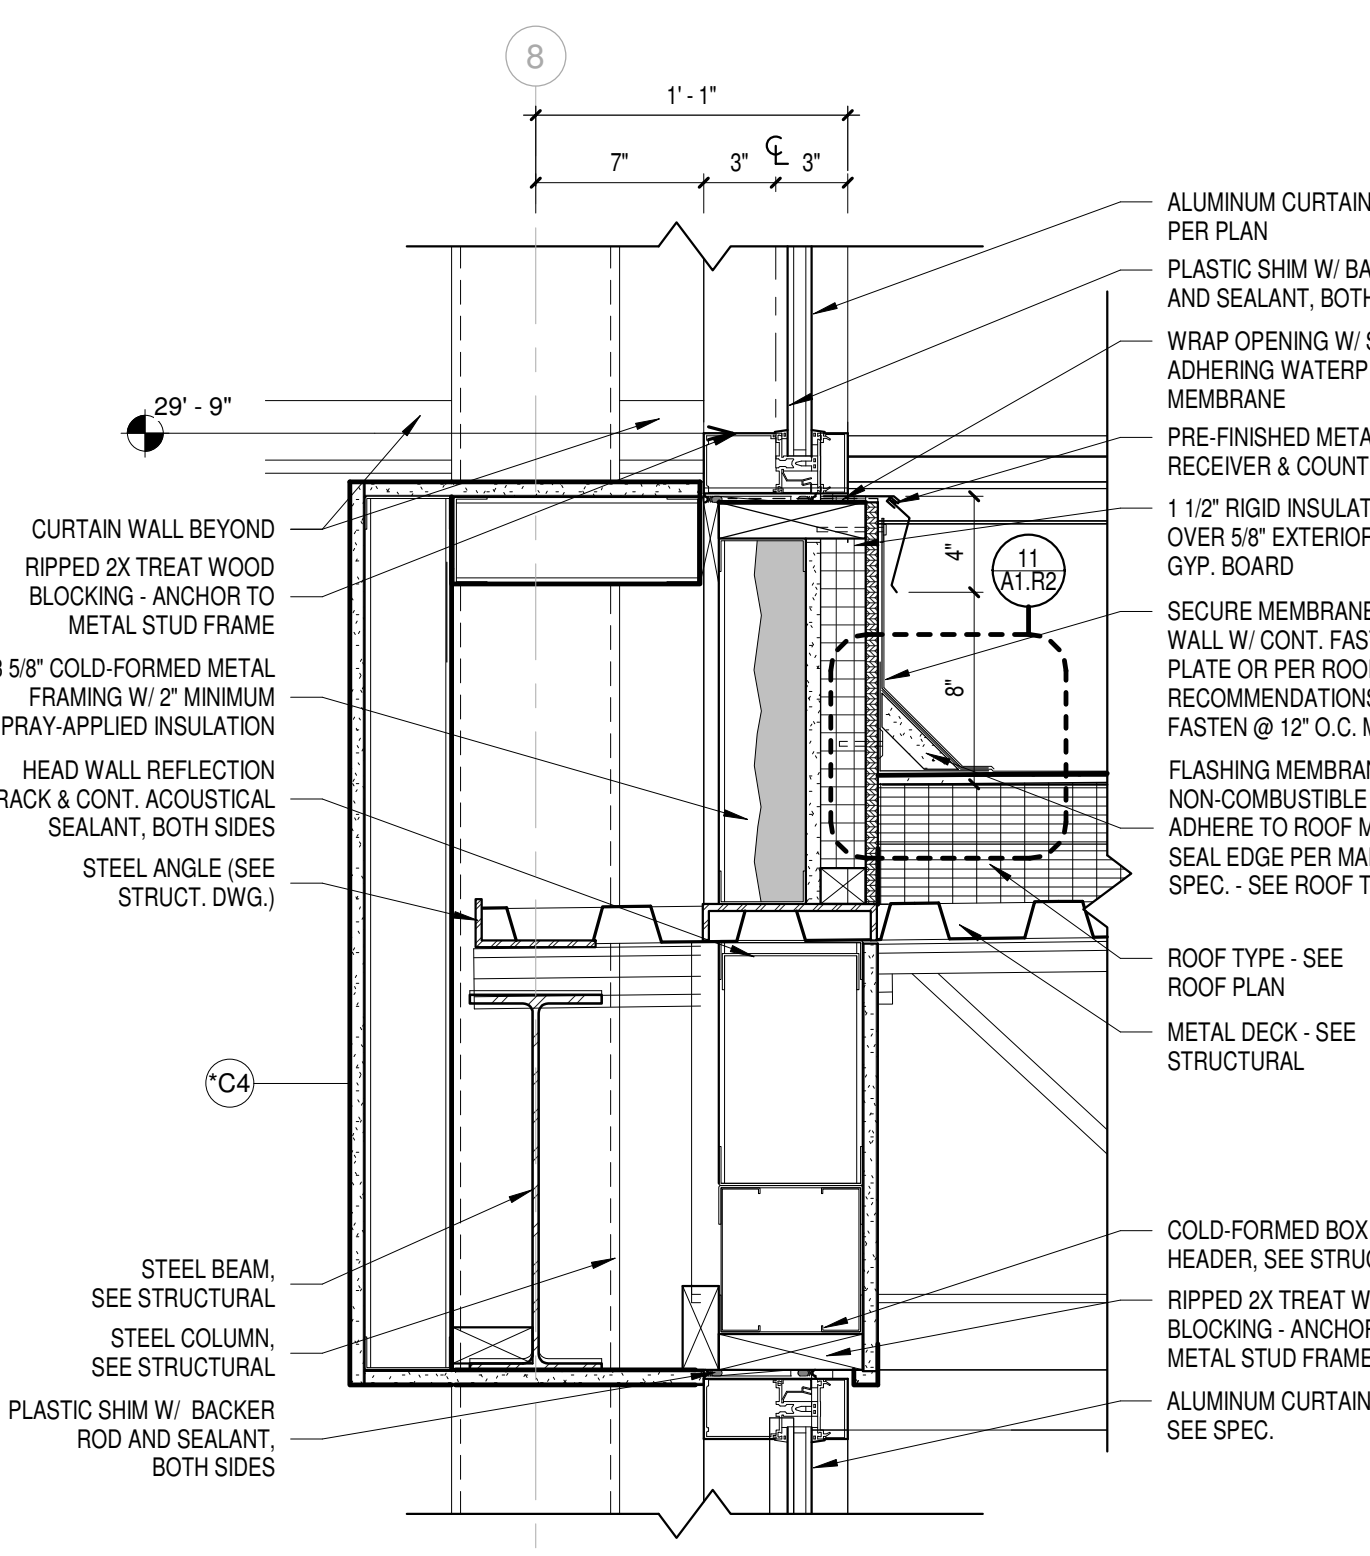 8
1' - 1"
7"
3"
3"
29' - 9"
CURTAIN WALL BEYOND
RIPPED 2X TREAT WOOD
BLOCKING - ANCHOR TO
METAL STUD FRAME
5/8" COLD-FORMED METAL
FRAMING W/ 2" MINIMUM
PRAY-APPLIED INSULATION
HEAD WALL REFLECTION
RACK & CONT. ACOUSTICAL
SEALANT, BOTH SIDES
STEEL ANGLE (SEE
STRUCT. DWG.)
*C4
STEEL BEAM,
SEE STRUCTURAL
STEEL COLUMN,
SEE STRUCTURAL
PLASTIC SHIM W/ BACKER
ROD AND SEALANT,
BOTH SIDES
4"
8"
11
A1.R2
ALUMINUM CURTAIN
PER PLAN
PLASTIC SHIM W/ BA
AND SEALANT, BOTH
WRAP OPENING W/ S
ADHERING WATERP
MEMBRANE
PRE-FINISHED META
RECEIVER & COUNT
1 1/2" RIGID INSULAT
OVER 5/8" EXTERIOR
GYP. BOARD
SECURE MEMBRANE
WALL W/ CONT. FAS
PLATE OR PER ROOF
RECOMMENDATIONS
FASTEN @ 12" O.C. M
FLASHING MEMBRAN
NON-COMBUSTIBLE
ADHERE TO ROOF M
SEAL EDGE PER MA
SPEC. - SEE ROOF T
ROOF TYPE - SEE
ROOF PLAN
METAL DECK - SEE
STRUCTURAL
COLD-FORMED BOX
HEADER, SEE STRUC
RIPPED 2X TREAT W
BLOCKING - ANCHOR
METAL STUD FRAME
ALUMINUM CURTAIN
SEE SPEC.